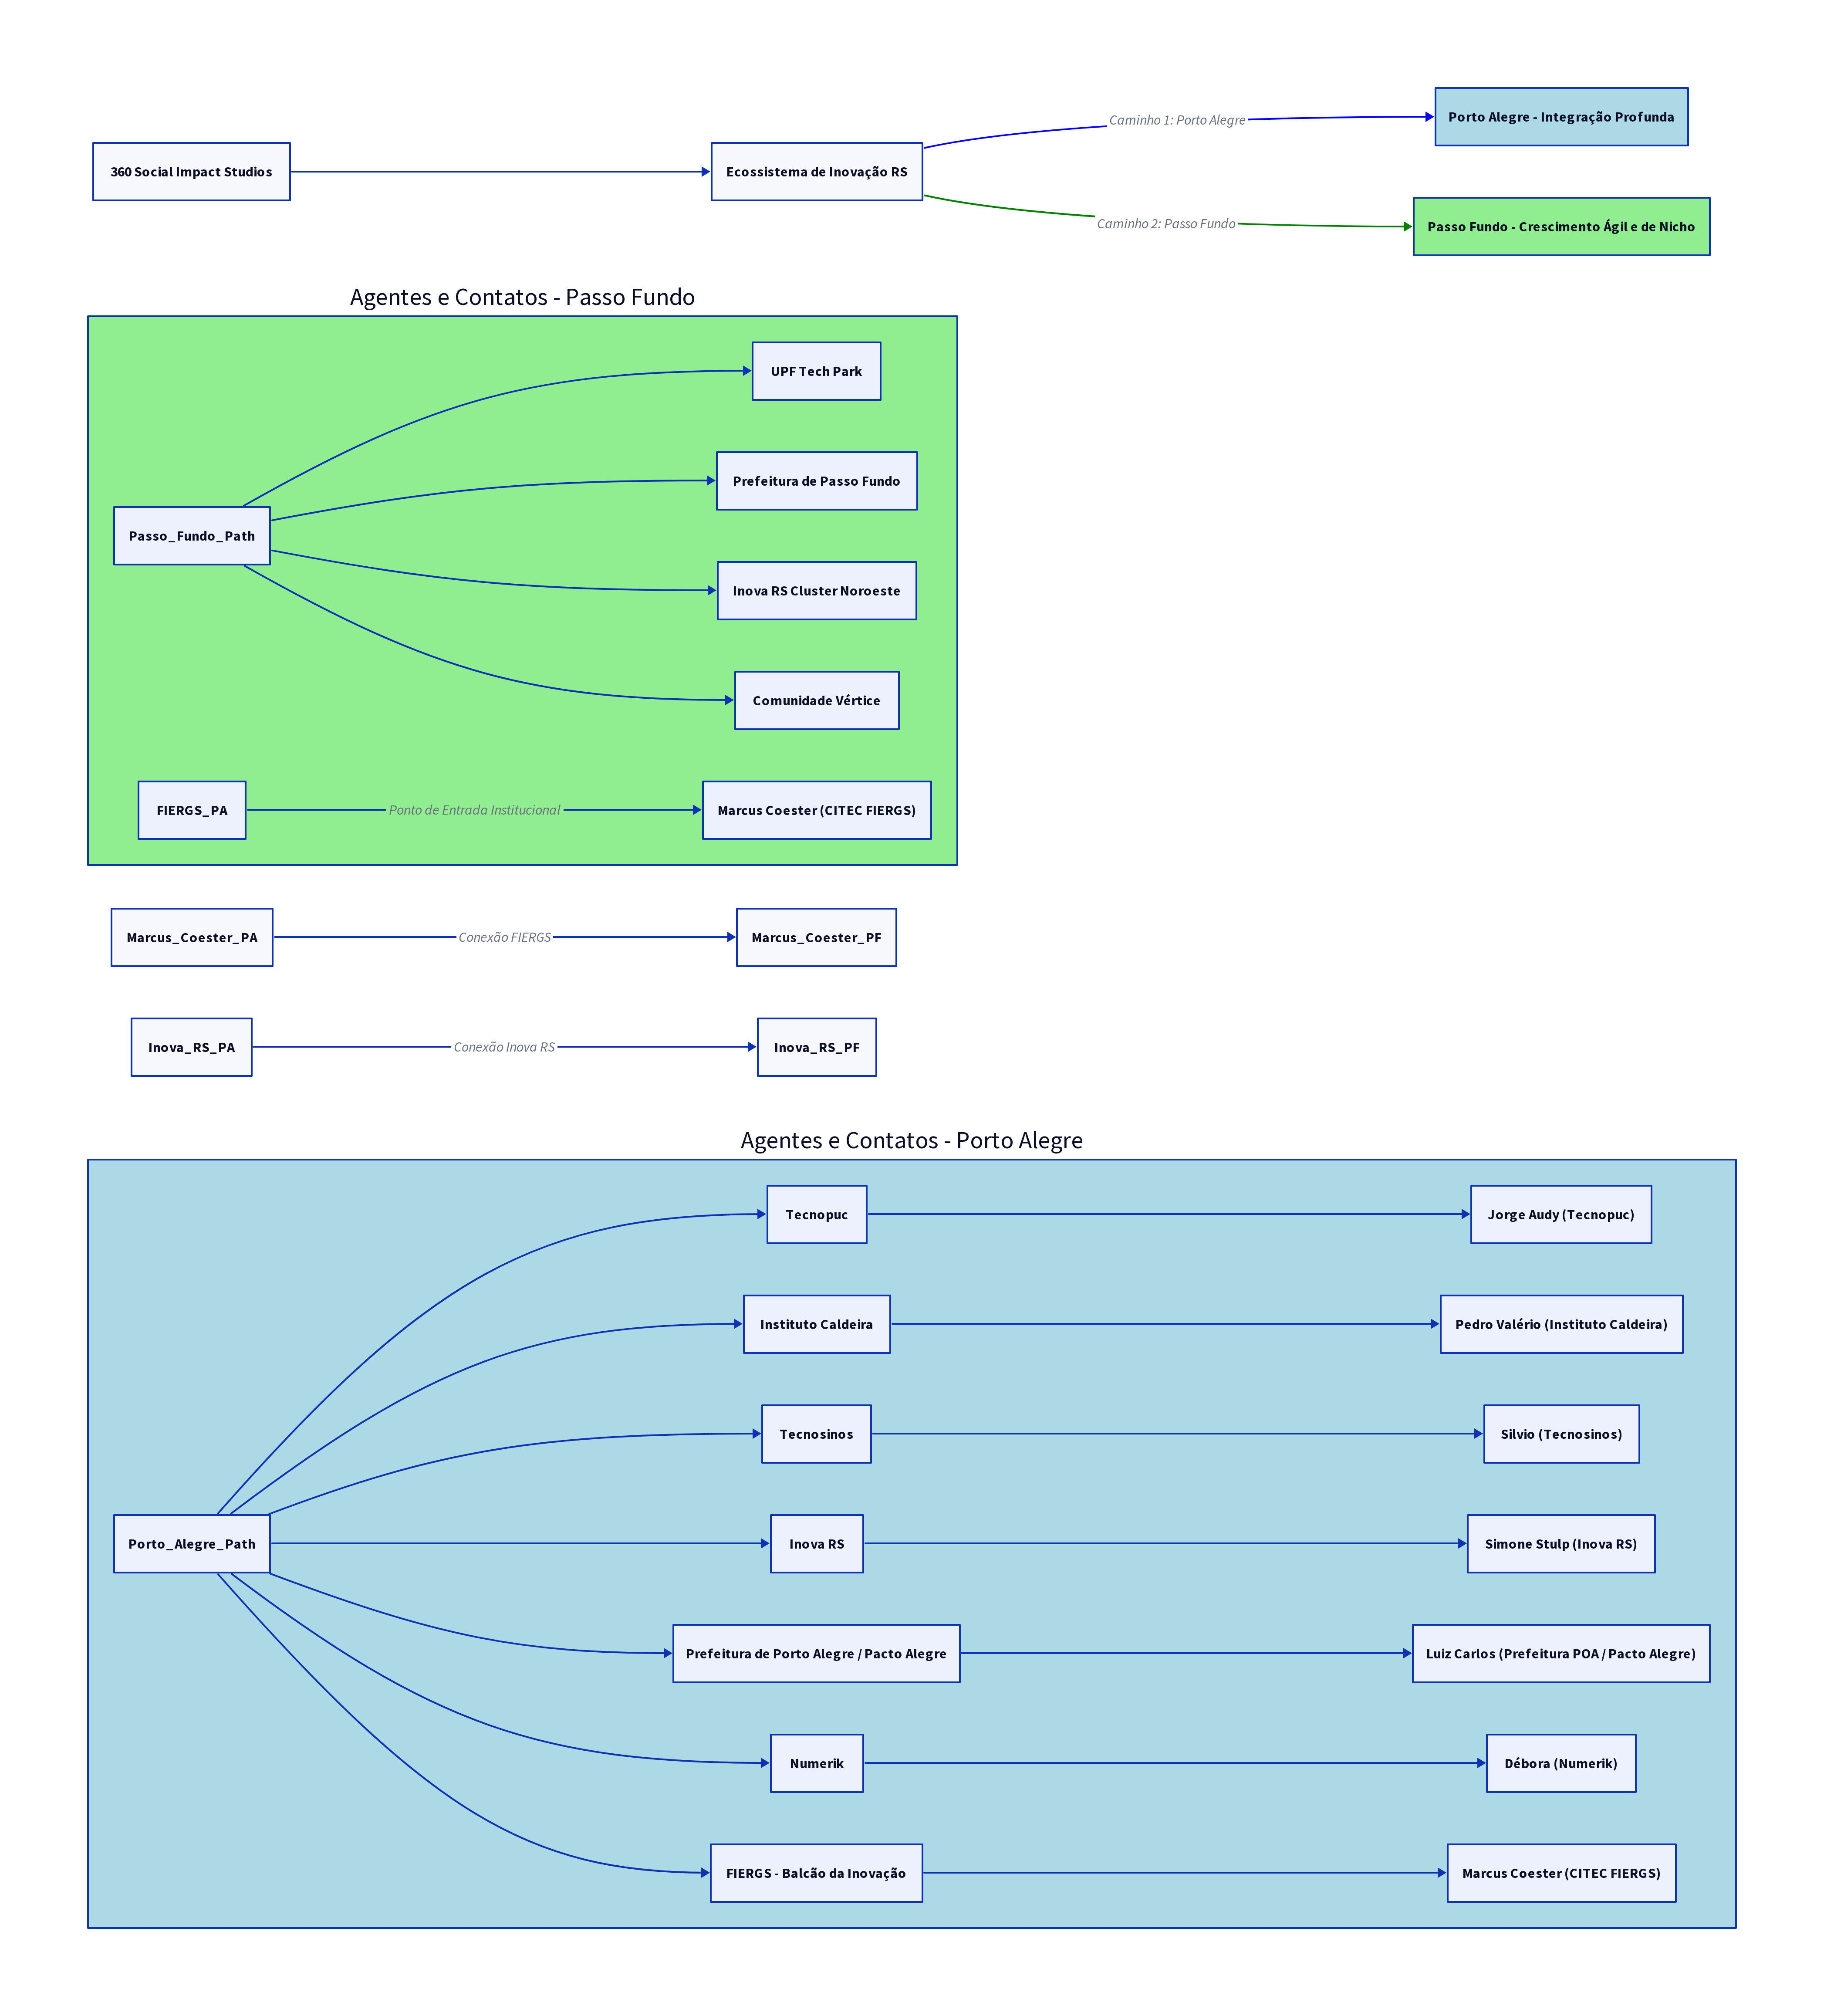 360 Social Impact Studios
Ecossistema de Inovação RS
Caminho 1: Porto Alegre
Porto Alegre - Integração Profunda
Caminho 2: Passo Fundo
Passo Fundo - Crescimento Ágil e de Nicho
Agentes e Contatos - Passo Fundo
Passo_Fundo_Path
UPF Tech Park
Prefeitura de Passo Fundo
Inova RS Cluster Noroeste
Comunidade Vértice
FIERGS_PA
Ponto de Entrada Institucional
Marcus Coester (CITEC FIERGS)
Marcus_Coester_PA
Conexão FIERGS
Marcus_Coester_PF
Inova_RS_PA
Conexão Inova RS
Inova_RS_PF
Agentes e Contatos - Porto Alegre
Porto_Alegre_Path
Tecnopuc
Jorge Audy (Tecnopuc)
Instituto Caldeira
Pedro Valério (Instituto Caldeira)
Tecnosinos
Silvio (Tecnosinos)
Inova RS
Simone Stulp (Inova RS)
Prefeitura de Porto Alegre / Pacto Alegre
Luiz Carlos (Prefeitura POA / Pacto Alegre)
Numerik
Débora (Numerik)
FIERGS - Balcão da Inovação
Marcus Coester (CITEC FIERGS)